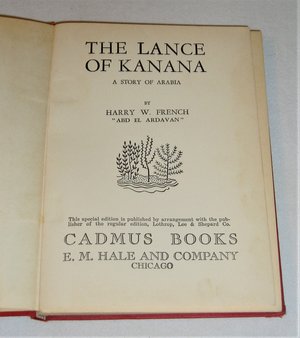 THE LANCE
OF KANANA
A STORY OF ARABIA
BY
HARRY W. FRENCH
"ABD EL ARDAVAN"
This special edition is published by arrangement with the pub-
lisher of the regular edition, Lothrop, Lee & Shepard Co.
CADMUS BOOKS
E. M. HALE AND COMPANY
CHICAGO